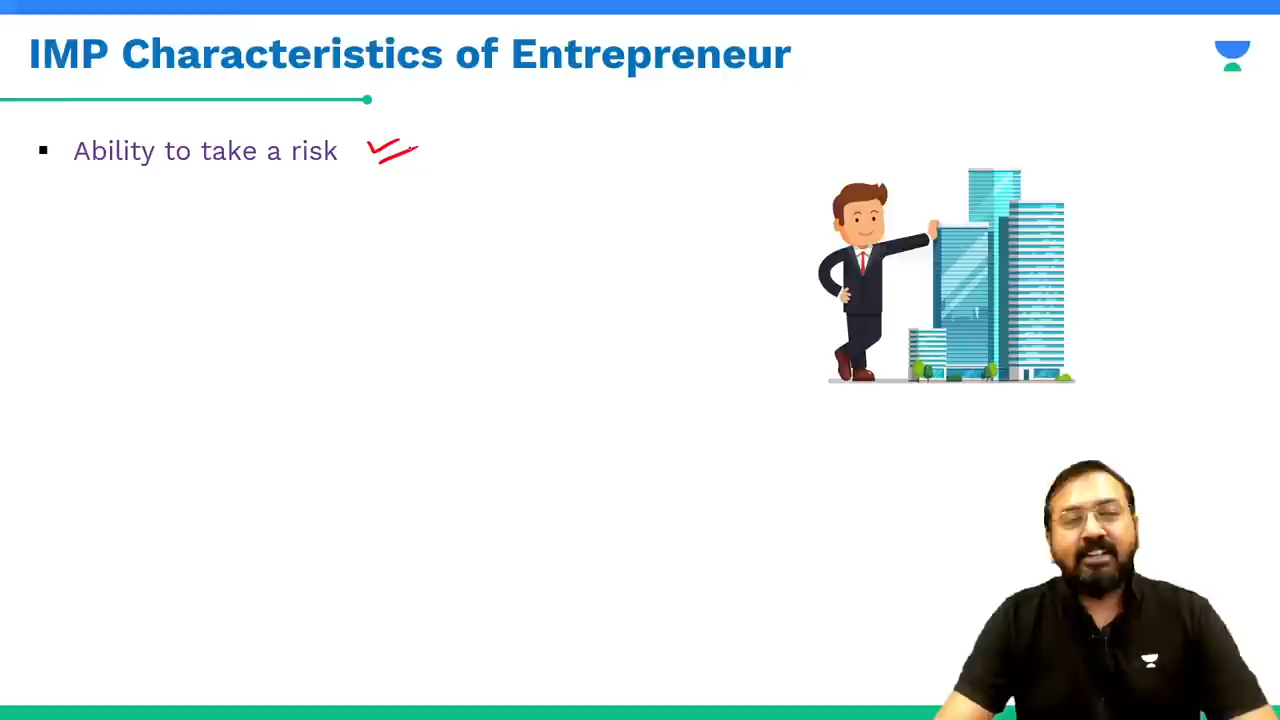 IMP Characteristics of Entrepreneur
Ability to take a risk